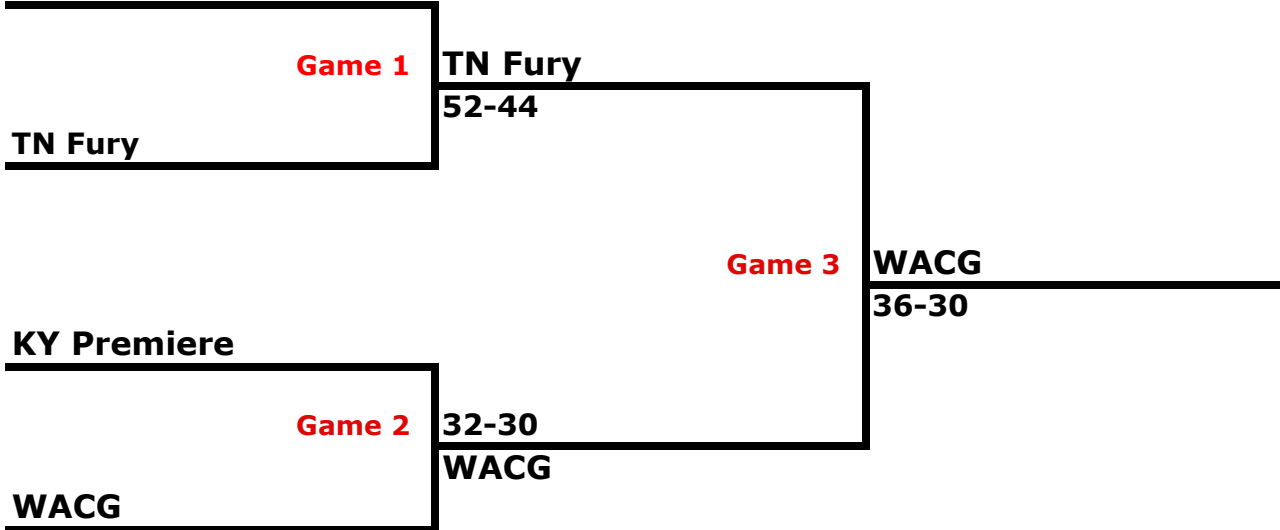 Game 1
TN Fury
52-44
TN Fury
Game 3
WACG
36-30
KY Premiere
Game 2
32-30
WACG
WACG